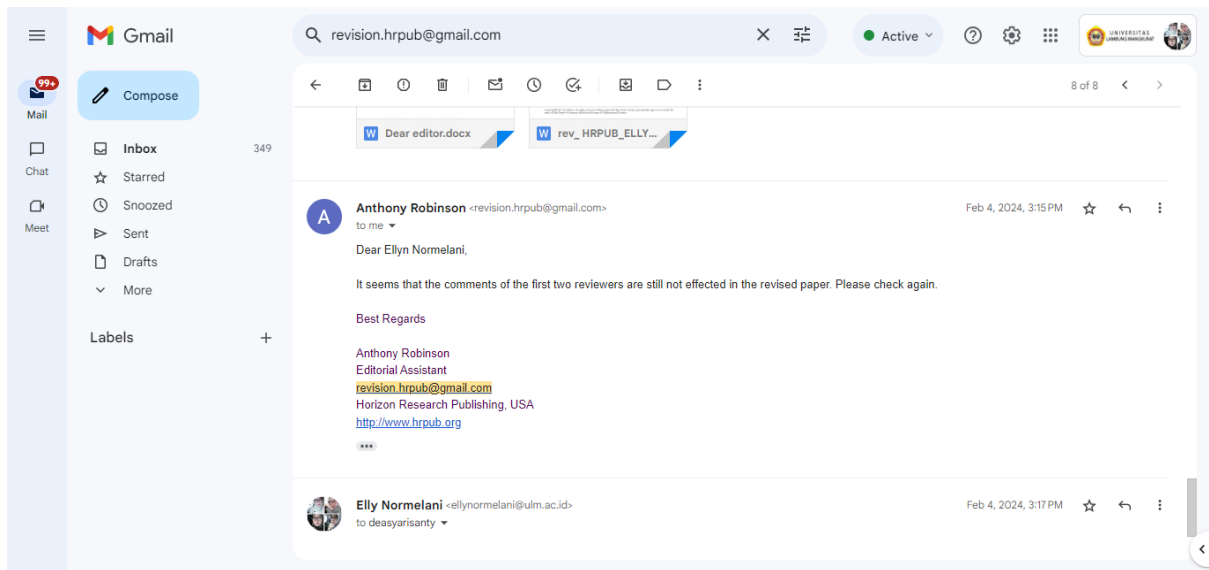 Gmail
revision.hrpub@gmail.com
Active
UNIVERSITAS
LAMBUNG MANGKURAT
99+
Mail
Chat
Meet
Compose
Inbox 349
Starred
Snoozed
Sent
Drafts
More
Labels
8 of 8
Dear editor.docx
rev_ HRPUB_ELLY...
Anthony Robinson <revision.hrpub@gmail.com>
Feb 4, 2024, 3:15 PM
to me
Dear Ellyn Normelani,
It seems that the comments of the first two reviewers are still not effected in the revised paper. Please check again.
Best Regards
Anthony Robinson
Editorial Assistant
revision.hrpub@gmail.com
Horizon Research Publishing, USA
http://www.hrpub.org
Elly Normelani <ellynormelani@ulm.ac.id>
Feb 4, 2024, 3:17 PM
to deasyarisanty